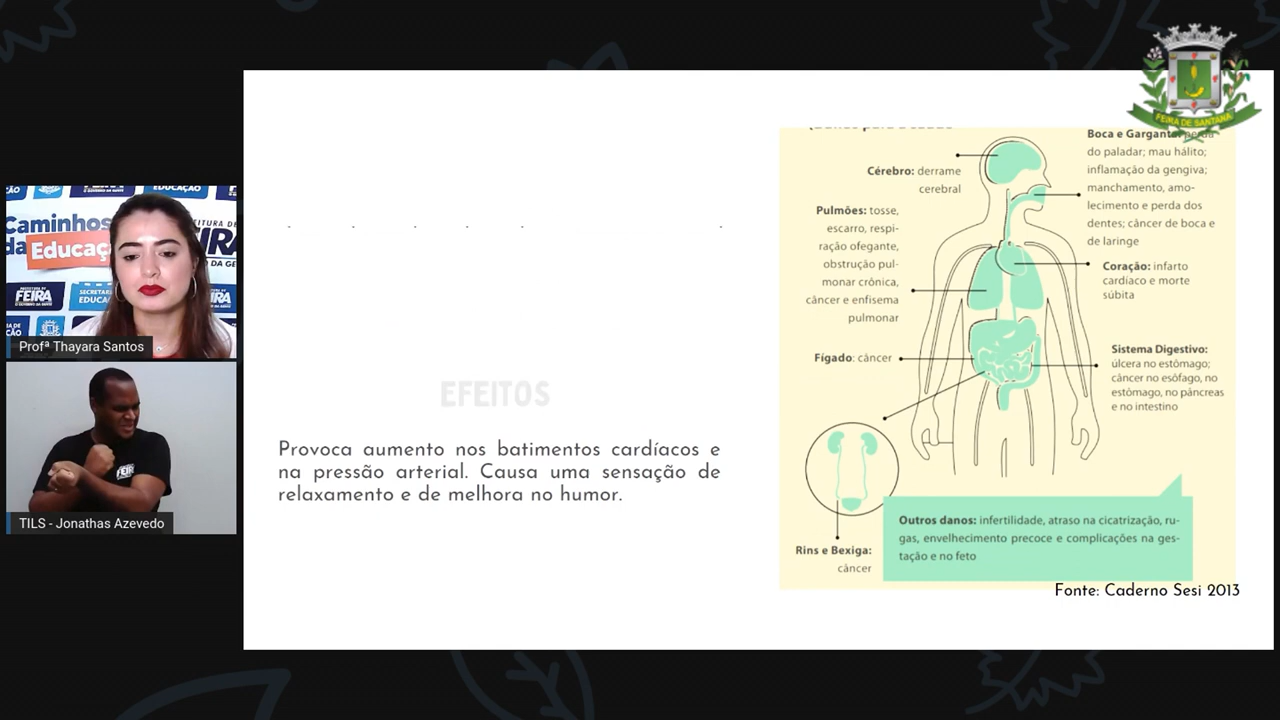 FEIRA DE SANTANA
Caminhos
da Educaç
EDUCAÇÃO
FEIRA
Profª Thayara Santos
FEIRA
TILS - Jonathas Azevedo
EFEITOS
Provoca aumento nos batimentos cardíacos e
na pressão arterial. Causa uma sensação de
relaxamento e de melhora no humor.
Cérebro: derrame
cerebral
Pulmões: tosse,
escarro, respi-
ração ofegante,
obstrução pul-
monar crônica,
câncer e enfisema
pulmonar
Fígado: câncer
Rins e Bexiga:
câncer
Boca e Garganta: perda
do paladar; mau hálito;
inflamação da gengiva;
manchamento, amo-
lecimento e perda dos
dentes; câncer de boca e
de laringe
Coração: infarto
cardíaco e morte
súbita
Sistema Digestivo:
úlcera no estômago;
câncer no esôfago, no
estômago, no pâncreas
e no intestino
Outros danos: infertilidade, atraso na cicatrização, ru-
gas, envelhecimento precoce e complicações na ges-
tação e no feto
Fonte: Caderno Sesi 2013